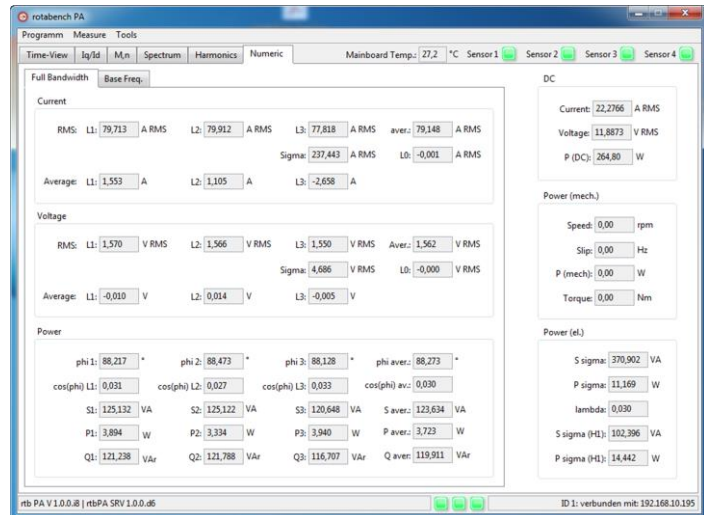 rotabench PA
Programm Measure Tools
Time-View Iq/Id M,n Spectrum Harmonics Numeric Mainboard Temp.: 27,2 °C Sensor 1 Sensor 2 Sensor 3 Sensor 4
Full Bandwidth Base Freq.
Current
RMS: L1: 79,713 A RMS L2: 79,912 A RMS L3: 77,818 A RMS aver.: 79,148 A RMS
Sigma: 237,443 A RMS L0: -0,001 A RMS
Average: L1: 1,553 A L2: 1,105 A L3: -2,658 A
Voltage
RMS: L1: 1,570 V RMS L2: 1,566 V RMS L3: 1,550 V RMS Aver.: 1,562 V RMS
Sigma: 4,686 V RMS L0: -0,000 V RMS
Average: L1: -0,010 V L2: 0,014 V L3: -0,005 V
Power
phi 1: 88,217 ° phi 2: 88,473 ° phi 3: 88,128 ° phi aver.: 88,273 °
cos(phi) L1: 0,031 cos(phi) L2: 0,027 cos(phi) L3: 0,033 cos(phi) av.: 0,030
S1: 125,132 VA S2: 125,122 VA S3: 120,648 VA S aver.: 123,634 VA
P1: 3,894 W P2: 3,334 W P3: 3,940 W P aver.: 3,723 W
Q1: 121,238 VAr Q2: 121,788 VAr Q3: 116,707 VAr Q aver: 119,911 VAr
DC
Current: 22,2766 A RMS
Voltage: 11,8873 V RMS
P (DC): 264,80 W
Power (mech.)
Speed: 0,00 rpm
Slip: 0,00 Hz
P (mech): 0,00 W
Torque: 0,00 Nm
Power (el.)
S sigma: 370,902 VA
P sigma: 11,169 W
lambda: 0,030
S sigma (H1): 102,396 VA
P sigma (H1): 14,442 W
rtb PA V 1.0.0.i8 | rtbPA SRV 1.0.0.d6 ID 1: verbunden mit: 192.168.10.195